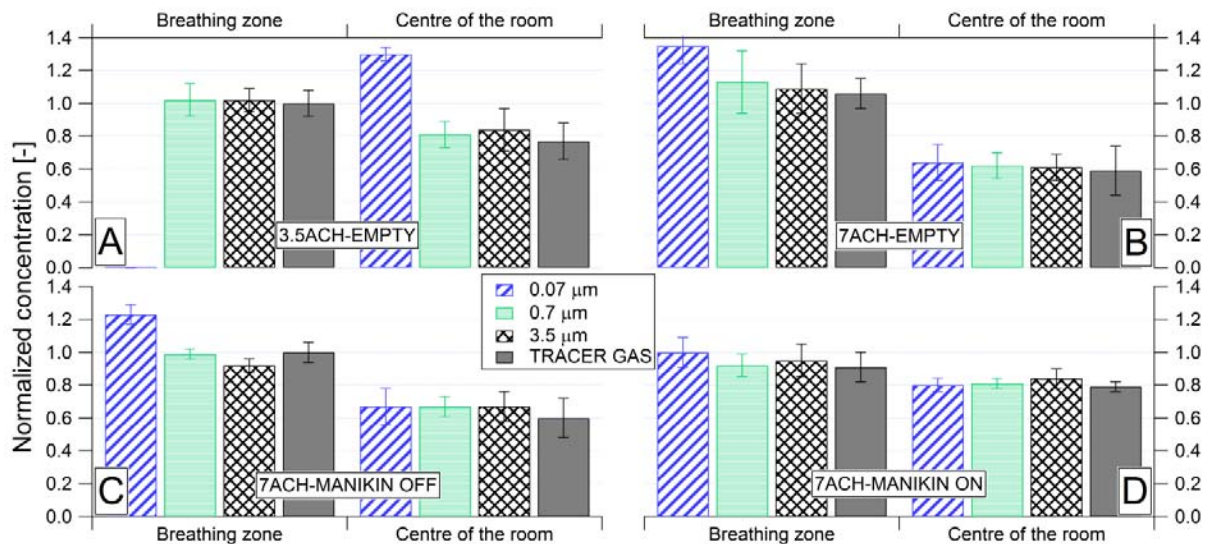 Breathing zone Centre of the room Breathing zone Centre of the room
1.4 1.4
1.2 1.2
1.0 1.0
0.8 0.8
0.6 0.6
0.4 0.4
0.2 0.2
0.0 0.0
A 3.5ACH-EMPTY 7ACH-EMPTY B
Normalized concentration [-]
0.07 μm
0.7 μm
3.5 μm
TRACER GAS
1.4 1.4
1.2 1.2
1.0 1.0
0.8 0.8
0.6 0.6
0.4 0.4
0.2 0.2
0.0 0.0
C 7ACH-MANIKIN OFF 7ACH-MANIKIN ON D
Breathing zone Centre of the room Breathing zone Centre of the room